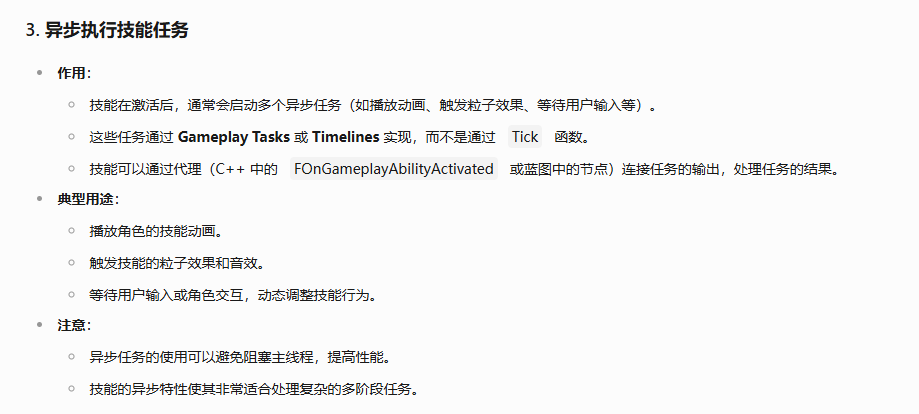 3. 异步执行技能任务
作用：
技能在激活后，通常会启动多个异步任务（如播放动画、触发粒子效果、等待用户输入等）。
这些任务通过 Gameplay Tasks 或 Timelines 实现，而不是通过 Tick 函数。
技能可以通过代理（C++ 中的 FOnGameplayAbilityActivated 或蓝图中的节点）连接任务的输出，处理任务的结果。
典型用途：
播放角色的技能动画。
触发技能的粒子效果和音效。
等待用户输入或角色交互，动态调整技能行为。
注意：
异步任务的使用可以避免阻塞主线程，提高性能。
技能的异步特性使其非常适合处理复杂的多阶段任务。